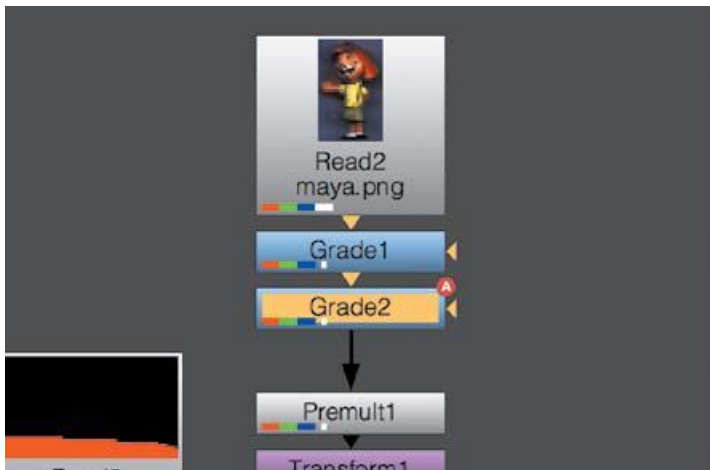 Read2
maya.png
Grade1
A
Grade2
Premult1
Transform1